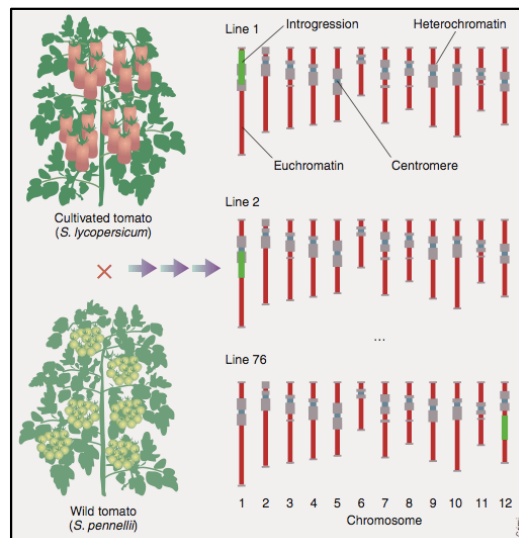 Line 1
Introgression
Heterochromatin
Euchromatin
Centromere
Cultivated tomato
(S. lycopersicum)
Line 2
...
Line 76
Wild tomato
(S. pennellii)
1 2 3 4 5 6 7 8 9 10 11 12
Chromosome